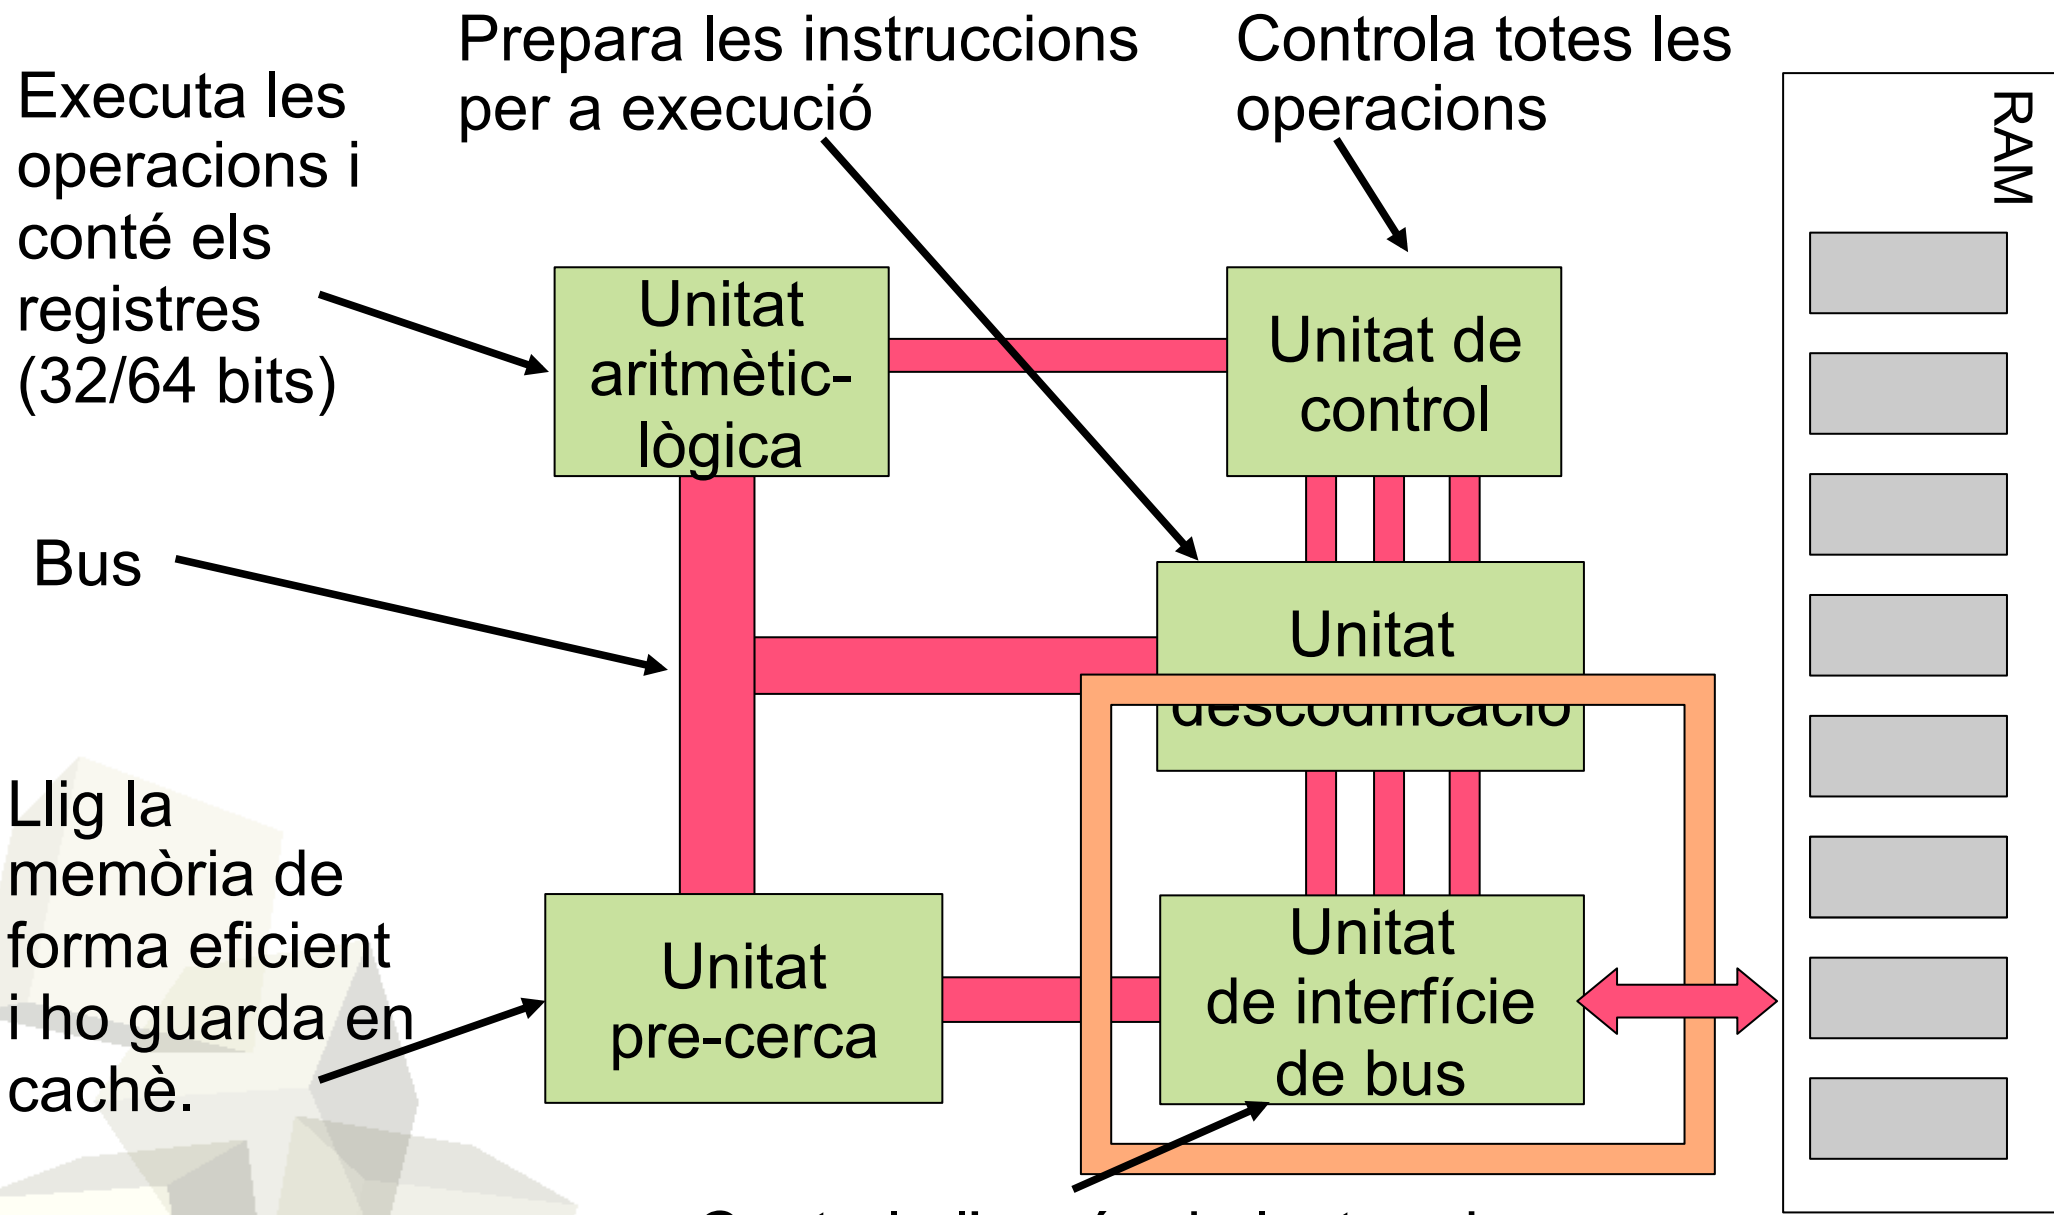 Prepara les instruccions
per a execució
Controla totes les
operacions
Executa les
operacions i
conté els
registres
(32/64 bits)
RAM
Unitat
aritmètic-
lògica
Unitat de
control
Bus
Unitat
descodificació
Llig la
memòria de
forma eficient
i ho guarda en
cachè.
Unitat
pre-cerca
Unitat
de interfície
de bus